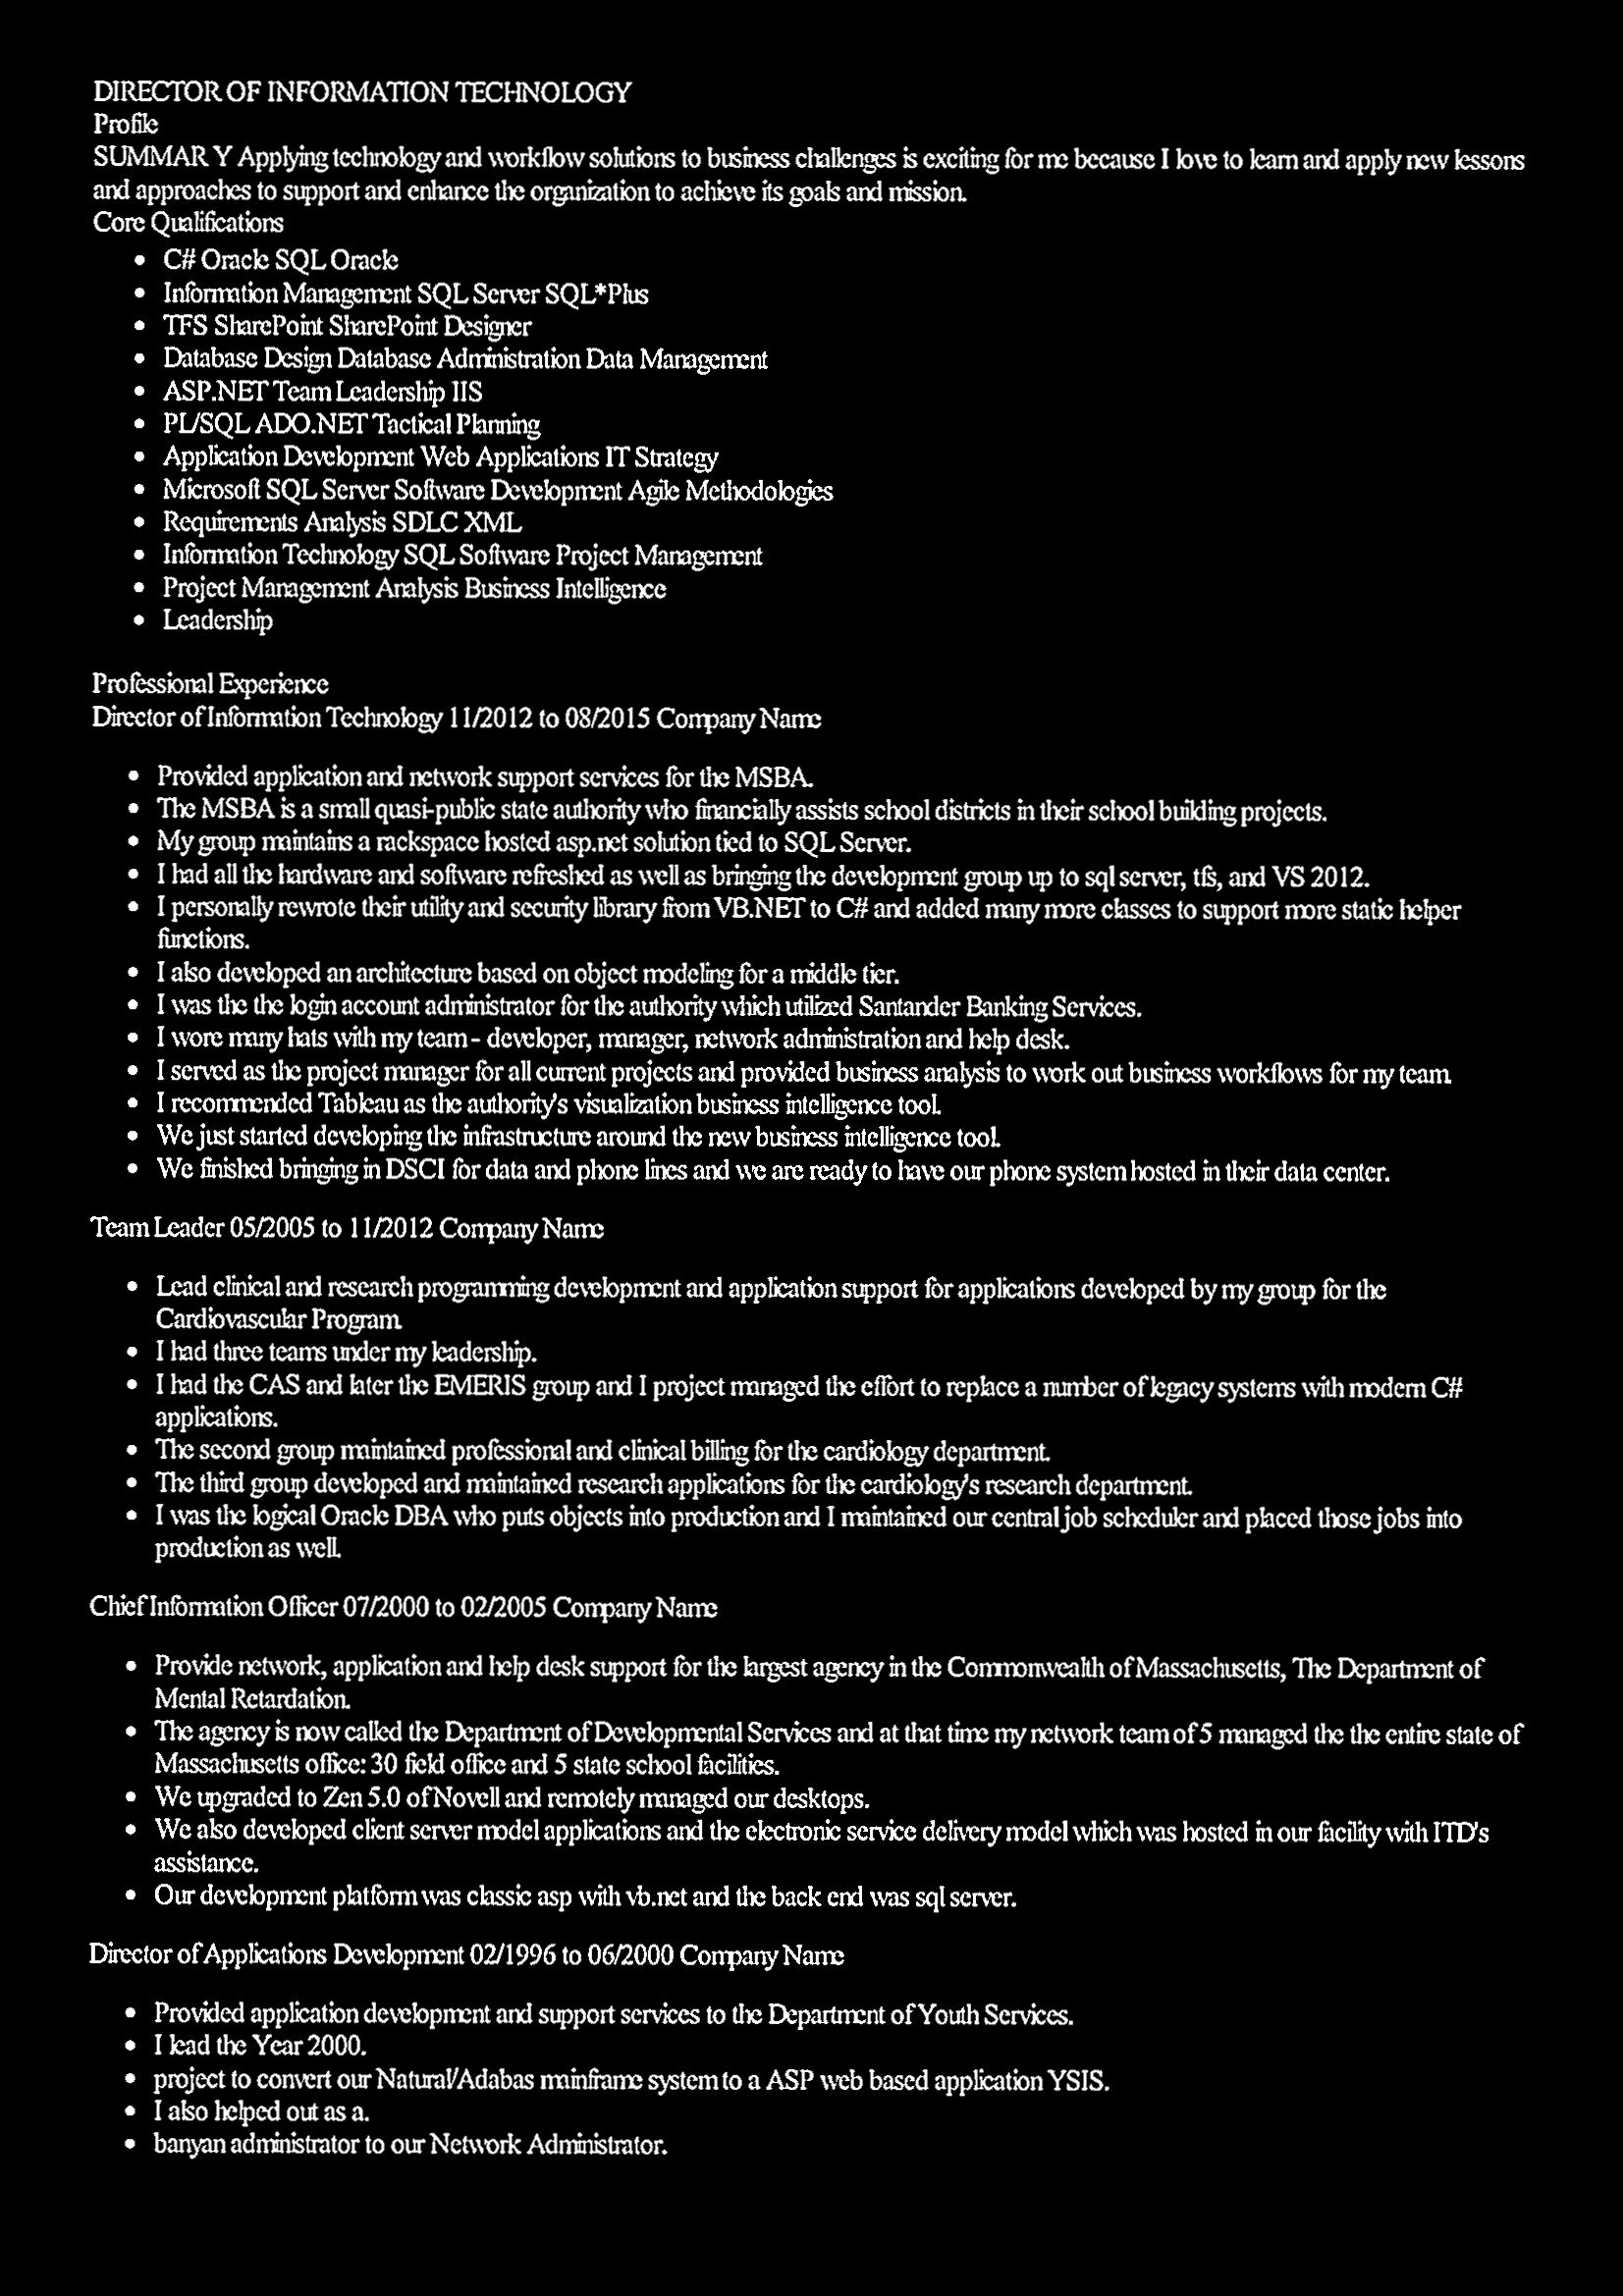 DIRECTOR OF INFORMATION TECHNOLOGY
Profile
SUMMAR Y Applying technology and workflow solutions to business challenges is exciting for me because I love to learn and apply new lessons
and approaches to support and enhance the organization to achieve its goals and mission.
Core Qualifications
• C# Oracle SQL Oracle
• Information Management SQL Server SQL*Plus
• TFS SharePoint SharePoint Designer
• Database Design Database Administration Data Management
• ASP.NET Team Leadership IIS
• PL/SQL ADO.NET Tactical Planning
• Application Development Web Applications IT Strategy
• Microsoft SQL Server Software Development Agile Methodologies
• Requirements Analysis SDLC XML
• Information Technology SQL Software Project Management
• Project Management Analysis Business Intelligence
• Leadership
Professional Experience
Director of Information Technology 11/2012 to 08/2015 Company Name
• Provided application and network support services for the MSBA.
• The MSBA is a small quasi-public state authority who financially assists school districts in their school building projects.
• My group maintains a rackspace hosted asp.net solution tied to SQL Server.
• I had all the hardware and software refreshed as well as bringing the development group up to sql server, tfs, and VS 2012.
• I personally rewrote their utility and security library from VB.NET to C# and added many more classes to support more static helper
functions.
• I also developed an architecture based on object modeling for a middle tier.
• I was the the login account administrator for the authority which utilized Santander Banking Services.
• I wore many hats with my team - developer, manager, network administration and help desk.
• I served as the project manager for all current projects and provided business analysis to work out business workflows for my team.
• I recommended Tableau as the authority's visualization business intelligence tool.
• We just started developing the infrastructure around the new business intelligence tool.
• We finished bringing in DSCI for data and phone lines and we are ready to have our phone system hosted in their data center.
Team Leader 05/2005 to 11/2012 Company Name
• Lead clinical and research programming development and application support for applications developed by my group for the
Cardiovascular Program.
• I had three teams under my leadership.
• I had the CAS and later the EMERIS group and I project managed the effort to replace a number of legacy systems with modern C#
applications.
• The second group maintained professional and clinical billing for the cardiology department.
• The third group developed and maintained research applications for the cardiology's research department.
• I was the logical Oracle DBA who puts objects into production and I maintained our central job scheduler and placed those jobs into
production as well.
Chief Information Officer 07/2000 to 02/2005 Company Name
• Provide network, application and help desk support for the largest agency in the Commonwealth of Massachusetts, The Department of
Mental Retardation.
• The agency is now called the Department of Developmental Services and at that time my network team of 5 managed the the entire state of
Massachusetts office: 30 field office and 5 state school facilities.
• We upgraded to Zen 5.0 of Novell and remotely managed our desktops.
• We also developed client server model applications and the electronic service delivery model which was hosted in our facility with ITD's
assistance.
• Our development platform was classic asp with vb.net and the back end was sql server.
Director of Applications Development 02/1996 to 06/2000 Company Name
• Provided application development and support services to the Department of Youth Services.
• I lead the Year 2000.
• project to convert our Natural/Adabas mainframe system to a ASP web based application YSIS.
• I also helped out as a.
• banyan administrator to our Network Administrator.